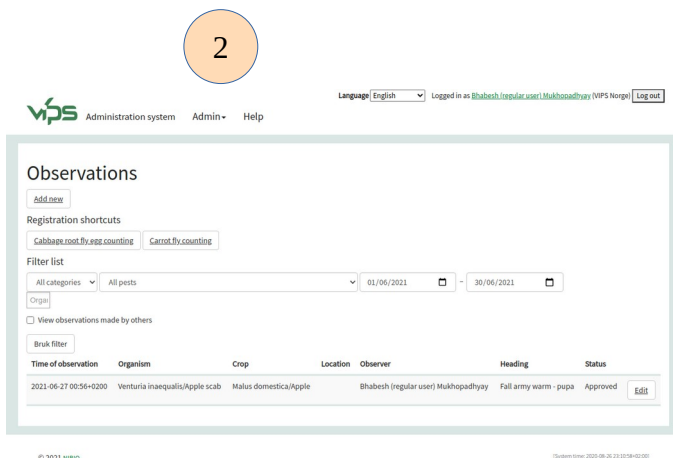 2
Language English Logged in as Bhabesh (regular user) Mukhopadhyay (VIPS Norge) Log out
VIPS Administration system Admin Help
Observations
Add new
Registration shortcuts
Cabbage root fly egg counting Carrot fly counting
Filter list
All categories All pests 01/06/2021 - 30/06/2021
Orgai
View observations made by others
Bruk filter
Time of observation Organism Crop Location Observer Heading Status
2021-06-27 00:56+0200 Venturia inaequalis/Apple scab Malus domestica/Apple Bhabesh (regular user) Mukhopadhyay Fall army warm - pupa Approved Edit
© 2021 NIBIO